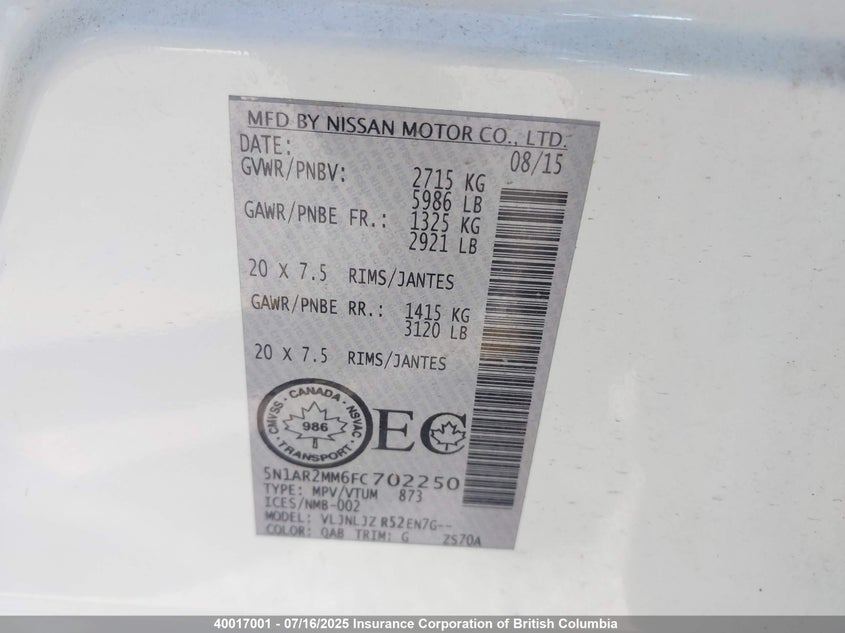 MFD BY NISSAN MOTOR CO., LTD.
DATE: 08/15
GVWR/PNBV: 2715 KG
5986 LB
GAWR/PNBE FR.: 1325 KG
2921 LB
20 X 7.5 RIMS/JANTES
GAWR/PNBE RR.: 1415 KG
3120 LB
20 X 7.5 RIMS/JANTES
CMVSS · CANADA · NSVAC · TRANSPORT ·
986
EC
5N1AR2MM6FC702250
TYPE: MPV/VTUM 873
ICES/NMB-002
MODEL: VLJNLJZ R52EN7G--
COLOR: QAB TRIM: G ZS70A
40017001 - 07/16/2025 Insurance Corporation of British Columbia